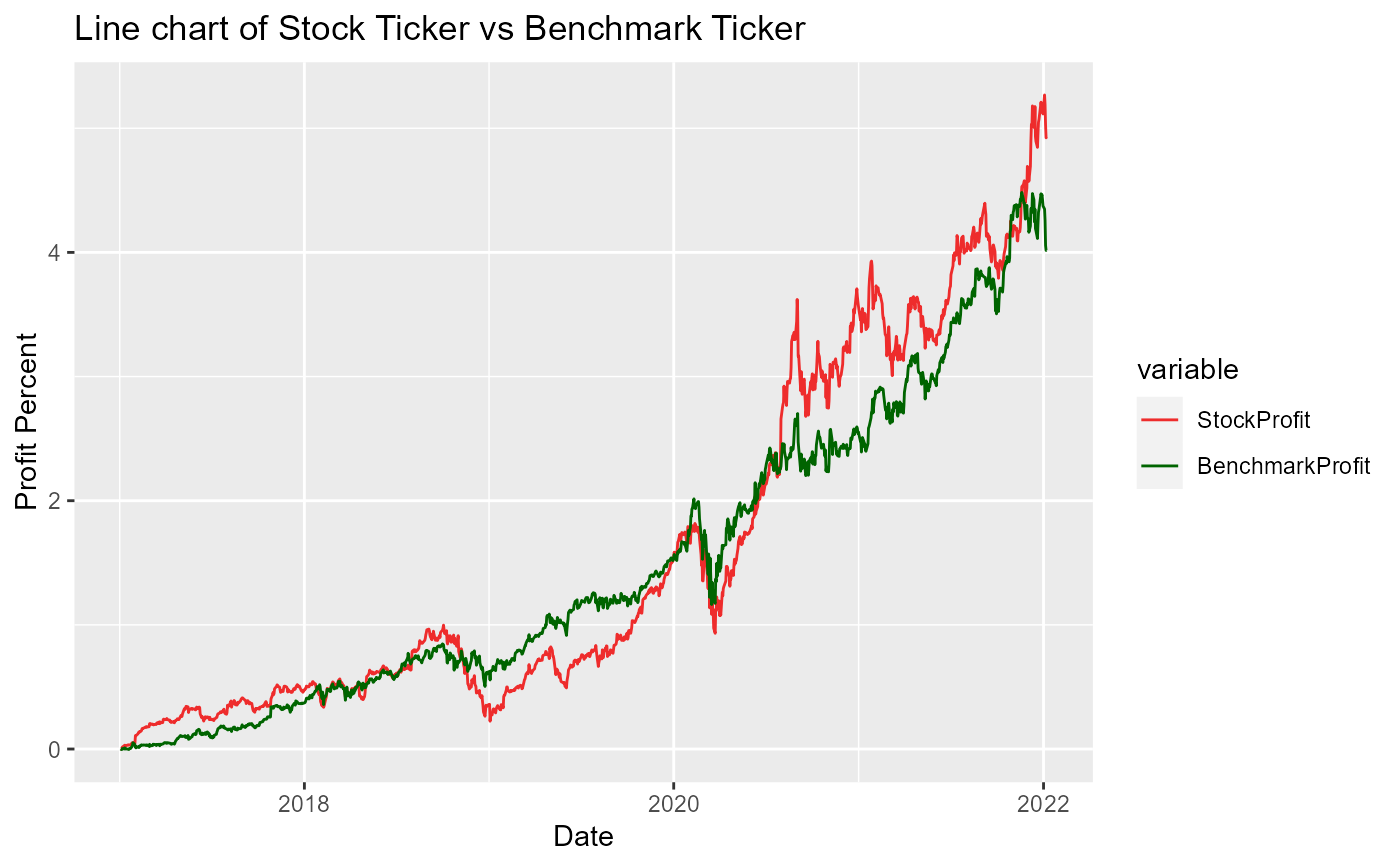 Line chart of Stock Ticker vs Benchmark Ticker
Profit Percent
4
2
0
2018
2020
2022
Date
variable
StockProfit
BenchmarkProfit